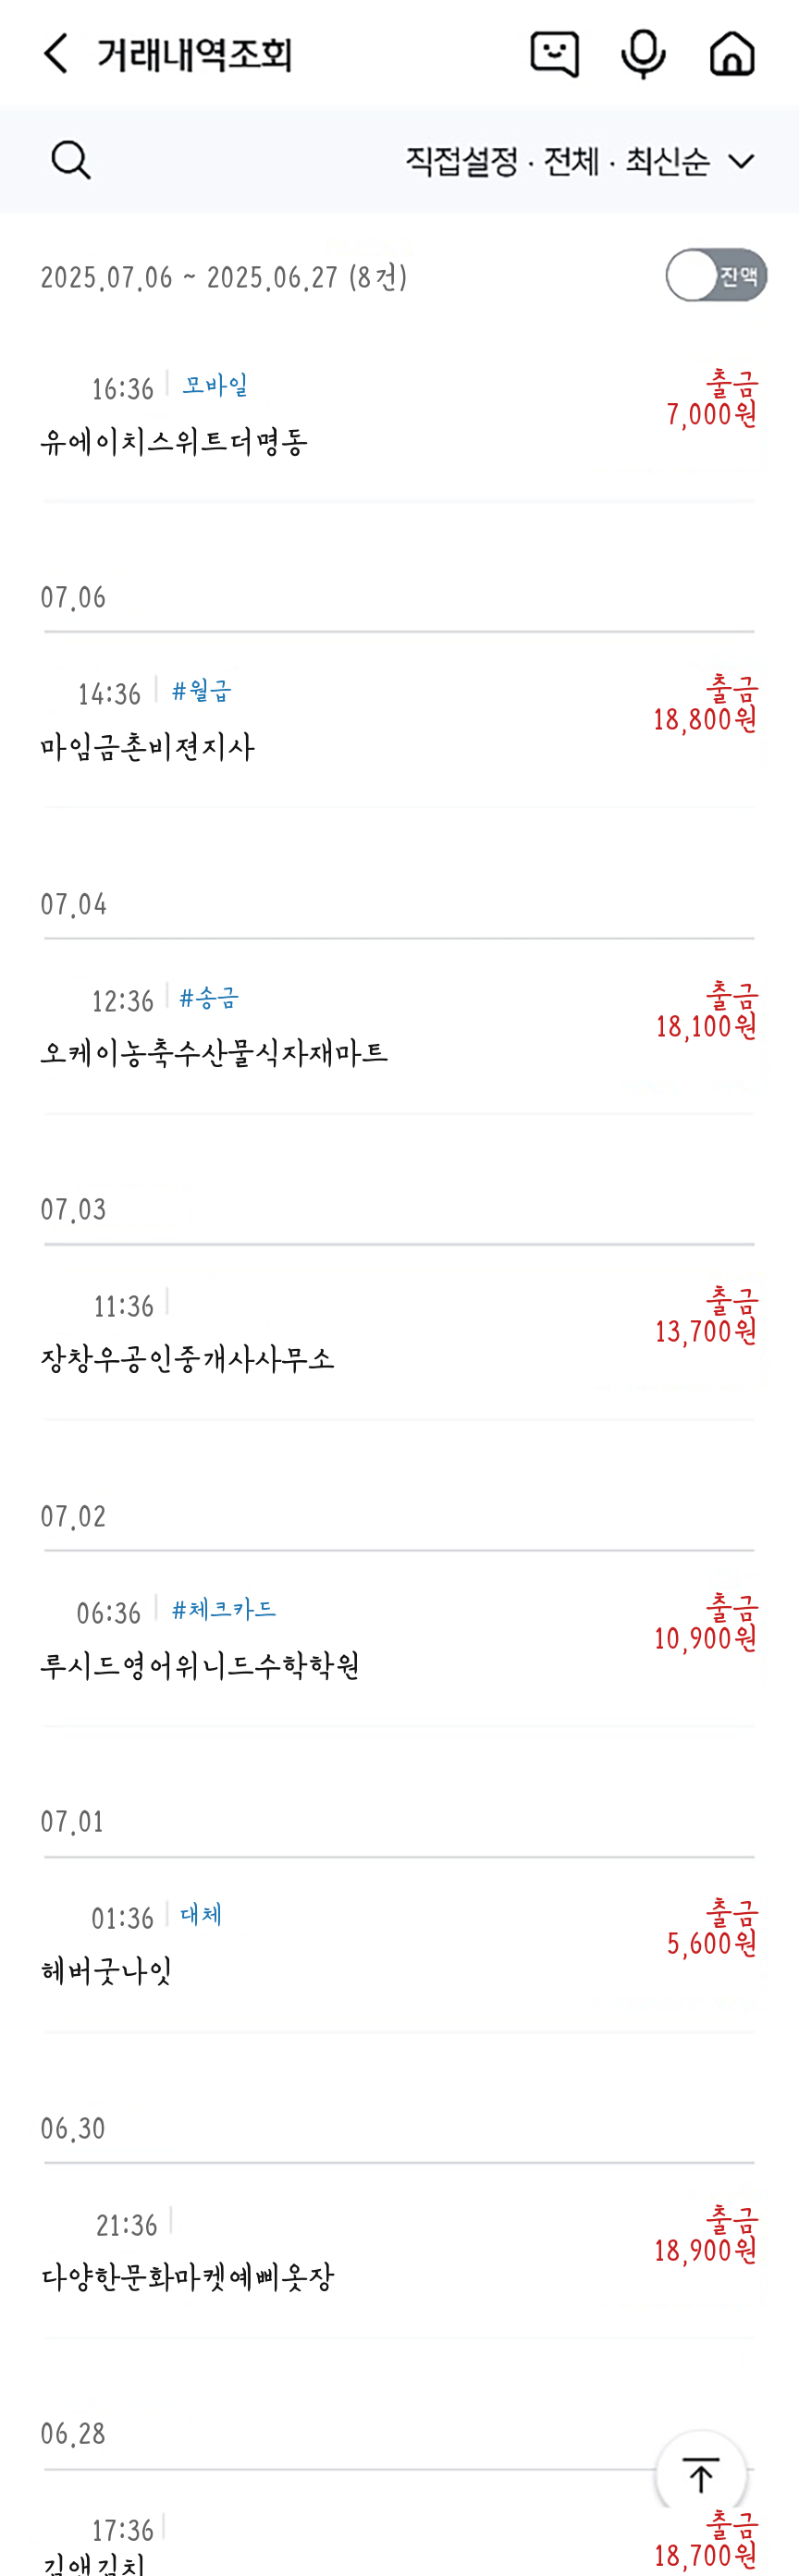 거래내역조회
직접설정 · 전체 · 최신순
2025.07.06 ~ 2025.06.27 (8건)
잔액
16:36 모바일
출금
7,000원
유에이치스위트더명동
07.06
14:36 #월급
출금
18,800원
마임금촌비젼지사
07.04
12:36 #송금
출금
18,100원
오케이농축수산물식자재마트
07.03
11:36
출금
13,700원
장창우공인중개사사무소
07.02
06:36 #체크카드
출금
10,900원
루시드영어위니드수학학원
07.01
01:36 대체
출금
5,600원
헤버굿나잇
06.30
21:36
출금
18,900원
다양한문화마켓예삐옷장
06.28
17:36
출금
18,700원
김앤김치